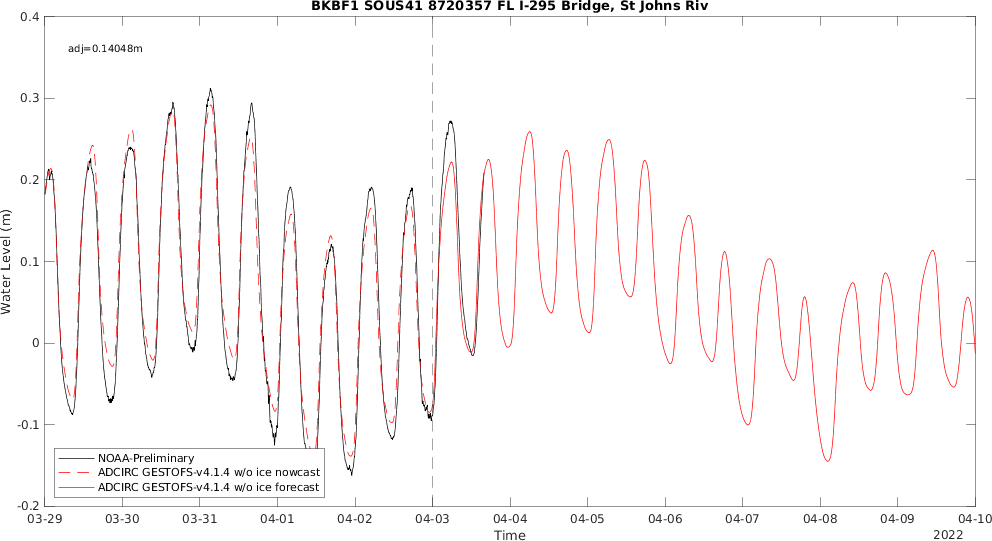 BKBF1 SOUS41 8720357 FL I-295 Bridge, St Johns Riv
0.4
adj=0.14048m
0.3
0.2
0.1
0
-0.1
-0.2
Water Level (m)
NOAA-Preliminary
ADCIRC GESTOFS-v4.1.4 w/o ice nowcast
ADCIRC GESTOFS-v4.1.4 w/o ice forecast
03-29 03-30 03-31 04-01 04-02 04-03 04-04 04-05 04-06 04-07 04-08 04-09 04-10
Time
2022